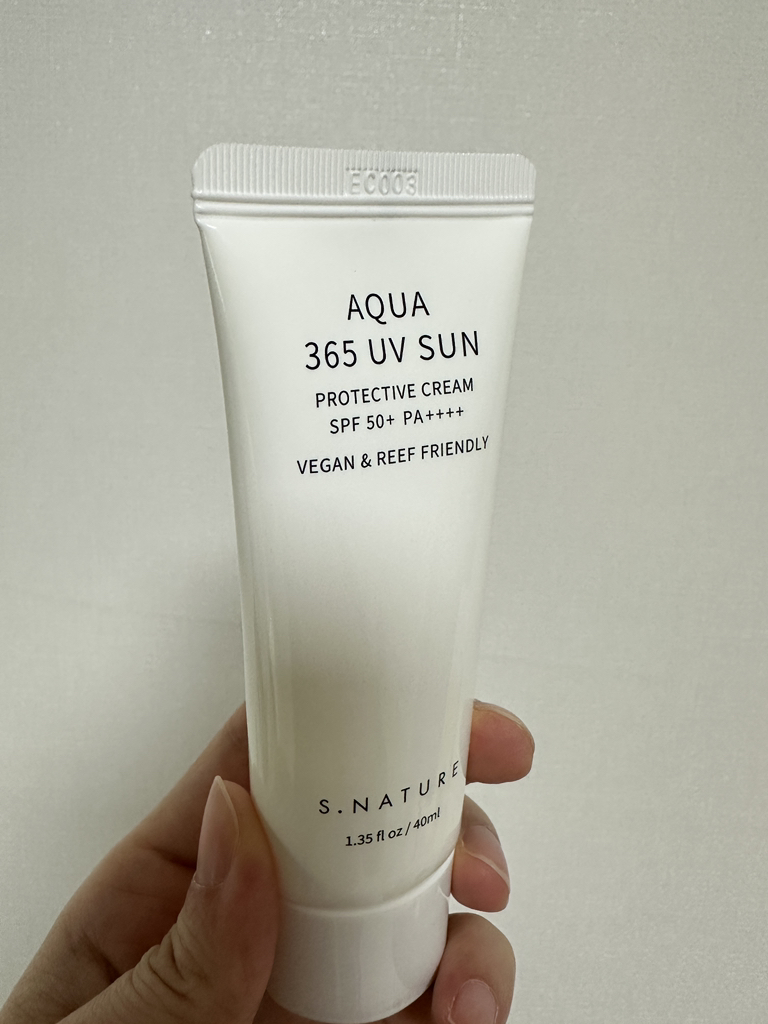 EC003
AQUA
365 UV SUN
PROTECTIVE CREAM
SPF 50+ PA++++
VEGAN & REEF FRIENDLY
S.NATURE
1.35 fl oz / 40ml